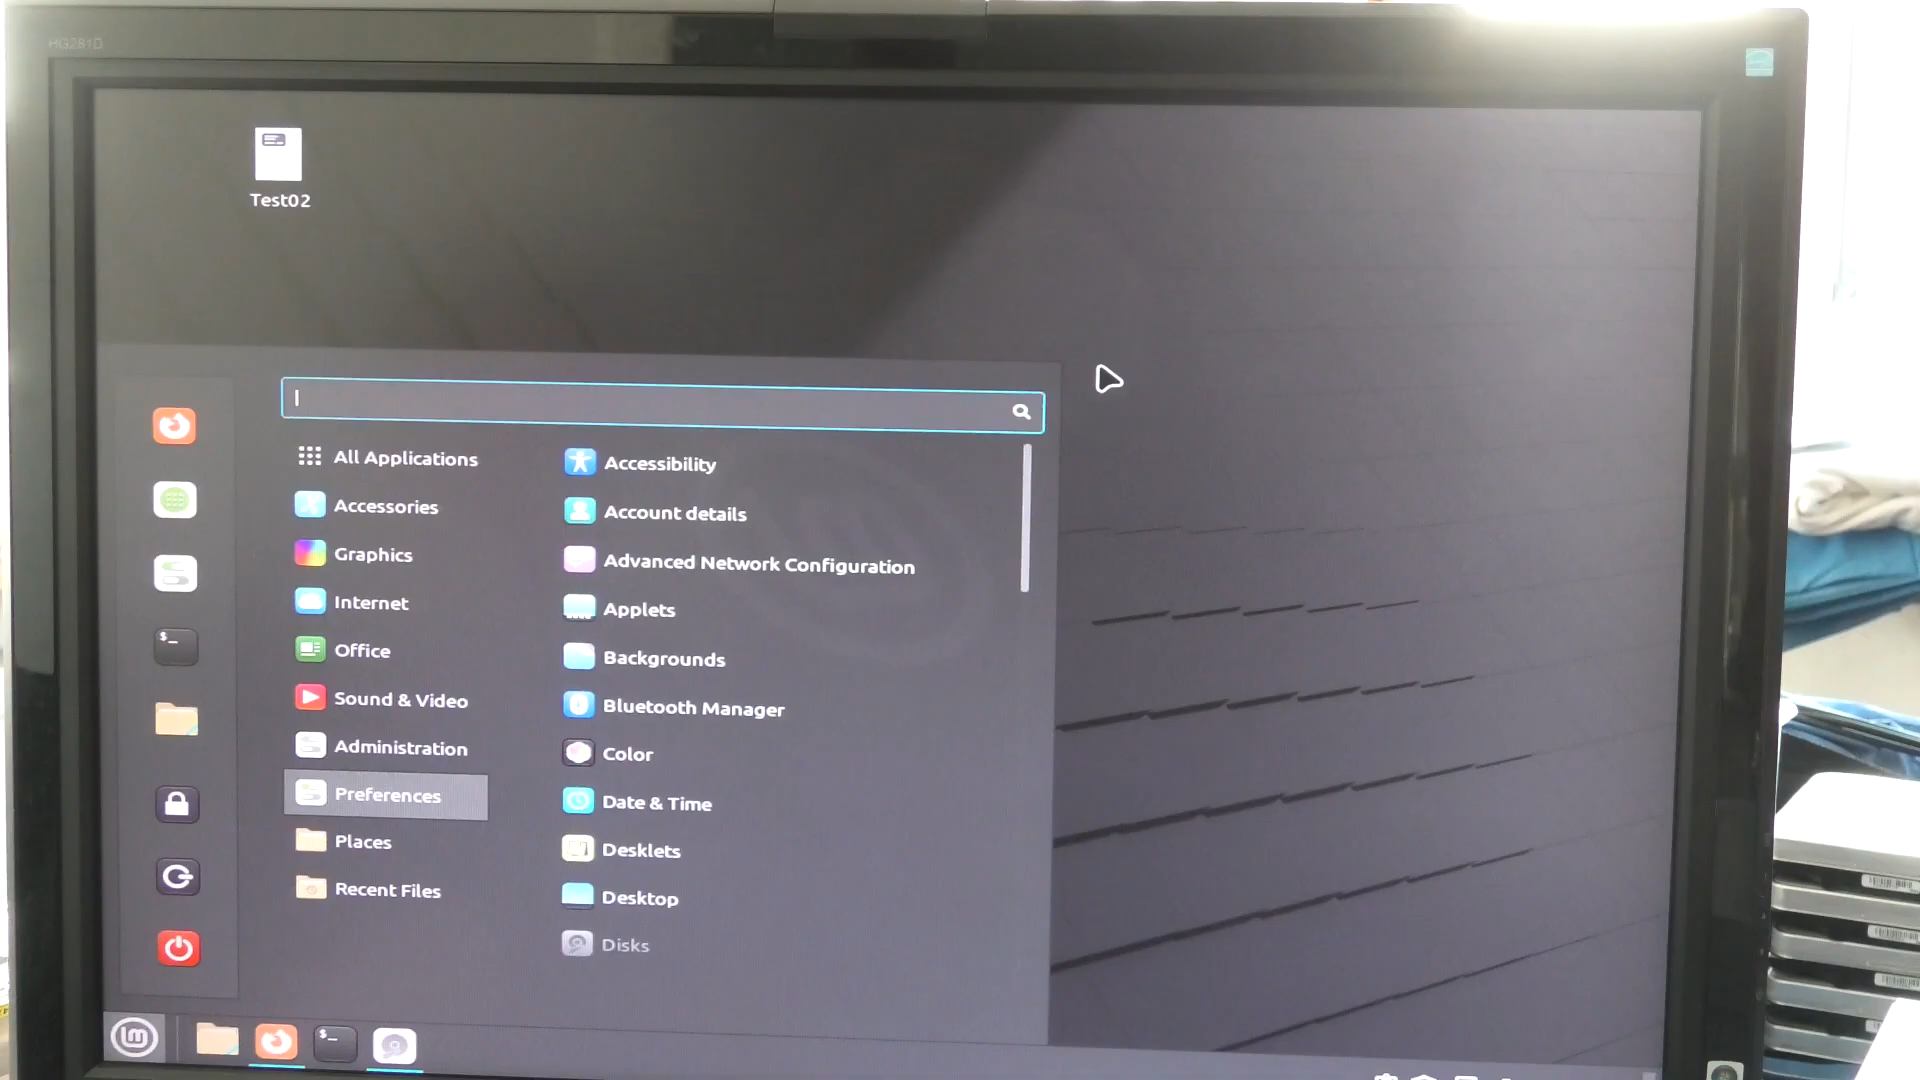 HG281D
Test02
All Applications
Accessories
Graphics
Internet
Office
Sound & Video
Administration
Preferences
Places
Recent Files
Accessibility
Account details
Advanced Network Configuration
Applets
Backgrounds
Bluetooth Manager
Color
Date & Time
Desklets
Desktop
Disks